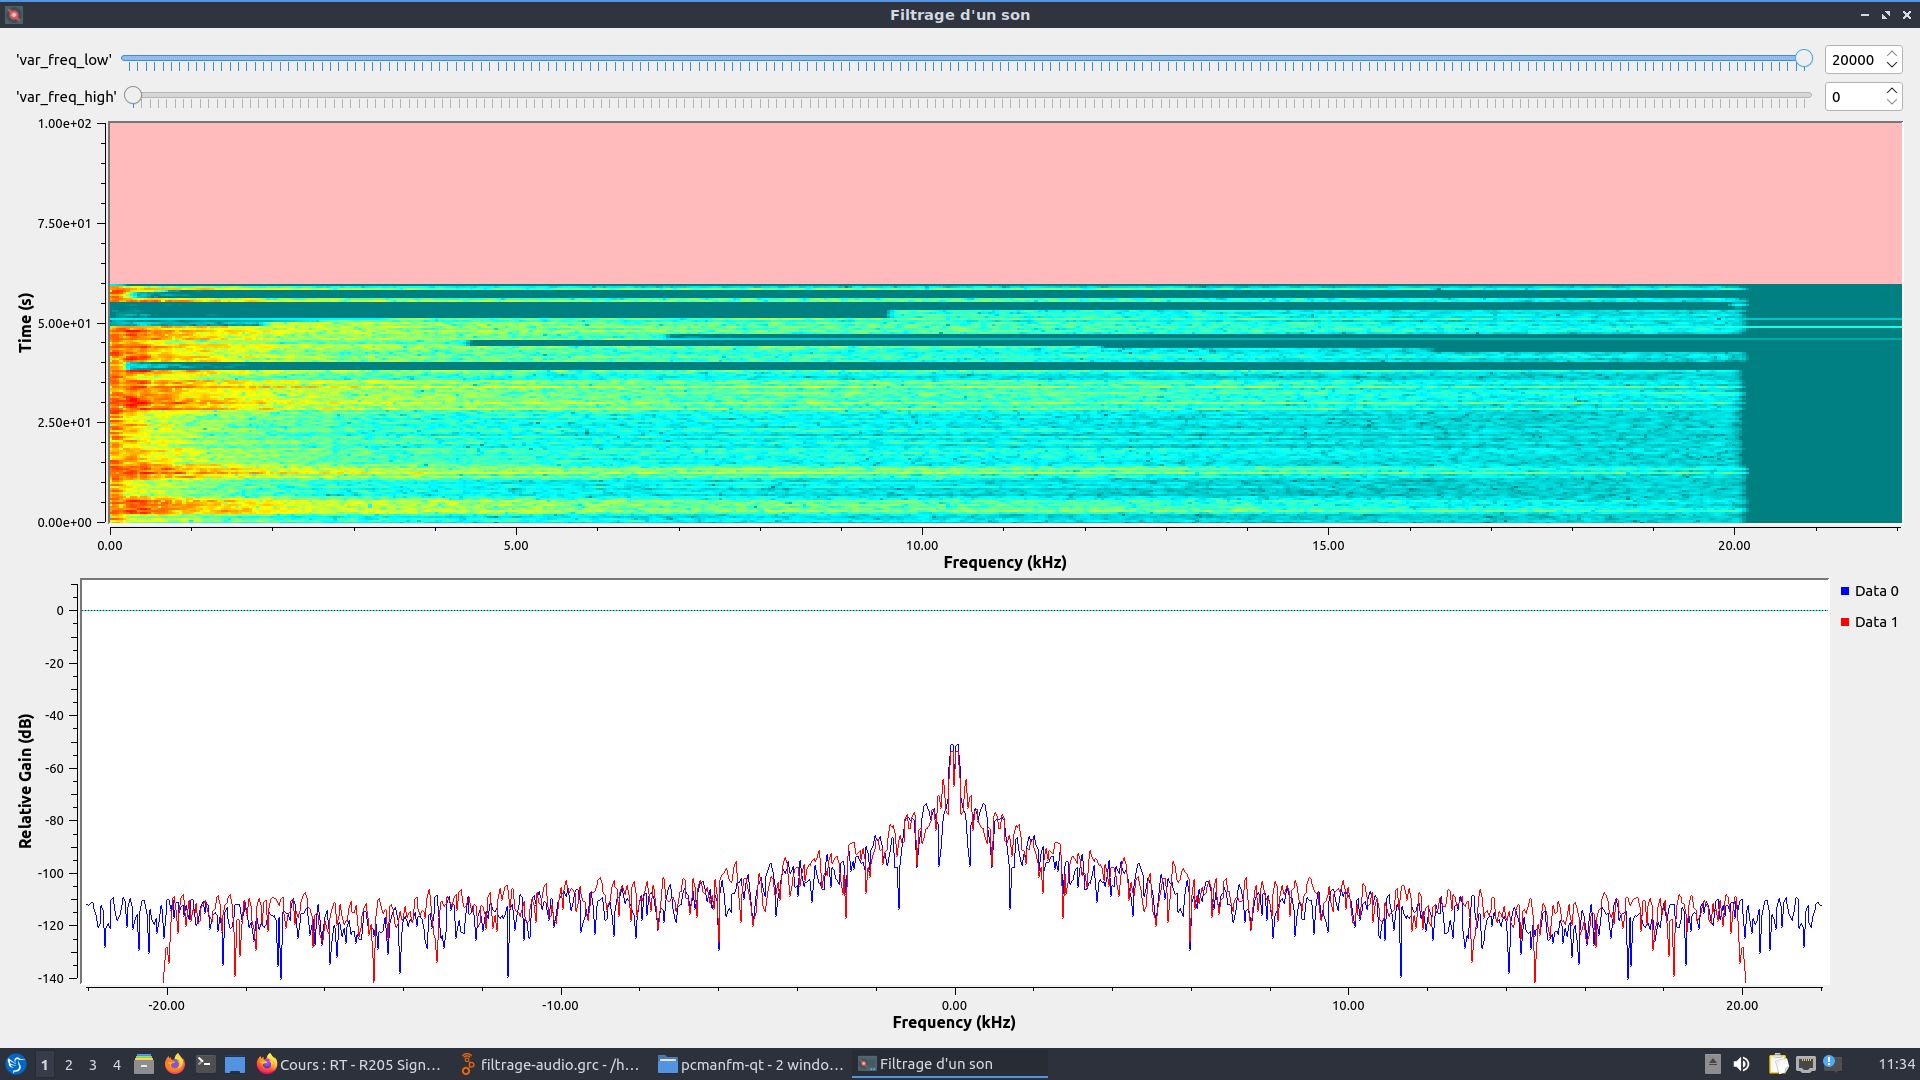 Filtrage d'un son
'var_freq_low' 20000
'var_freq_high' 0
1.00e+02
7.50e+01
5.00e+01
2.50e+01
0.00e+00
Time (s)
0.00 5.00 10.00 15.00 20.00
Frequency (kHz)
Data 0
Data 1
0
-20
-40
-60
-80
-100
-120
-140
Relative Gain (dB)
-20.00 -10.00 0.00 10.00 20.00
Frequency (kHz)
1 2 3 4 Cours : RT - R205 Sign... filtrage-audio.grc - /h... pcmanfm-qt - 2 windo... Filtrage d'un son 11:34